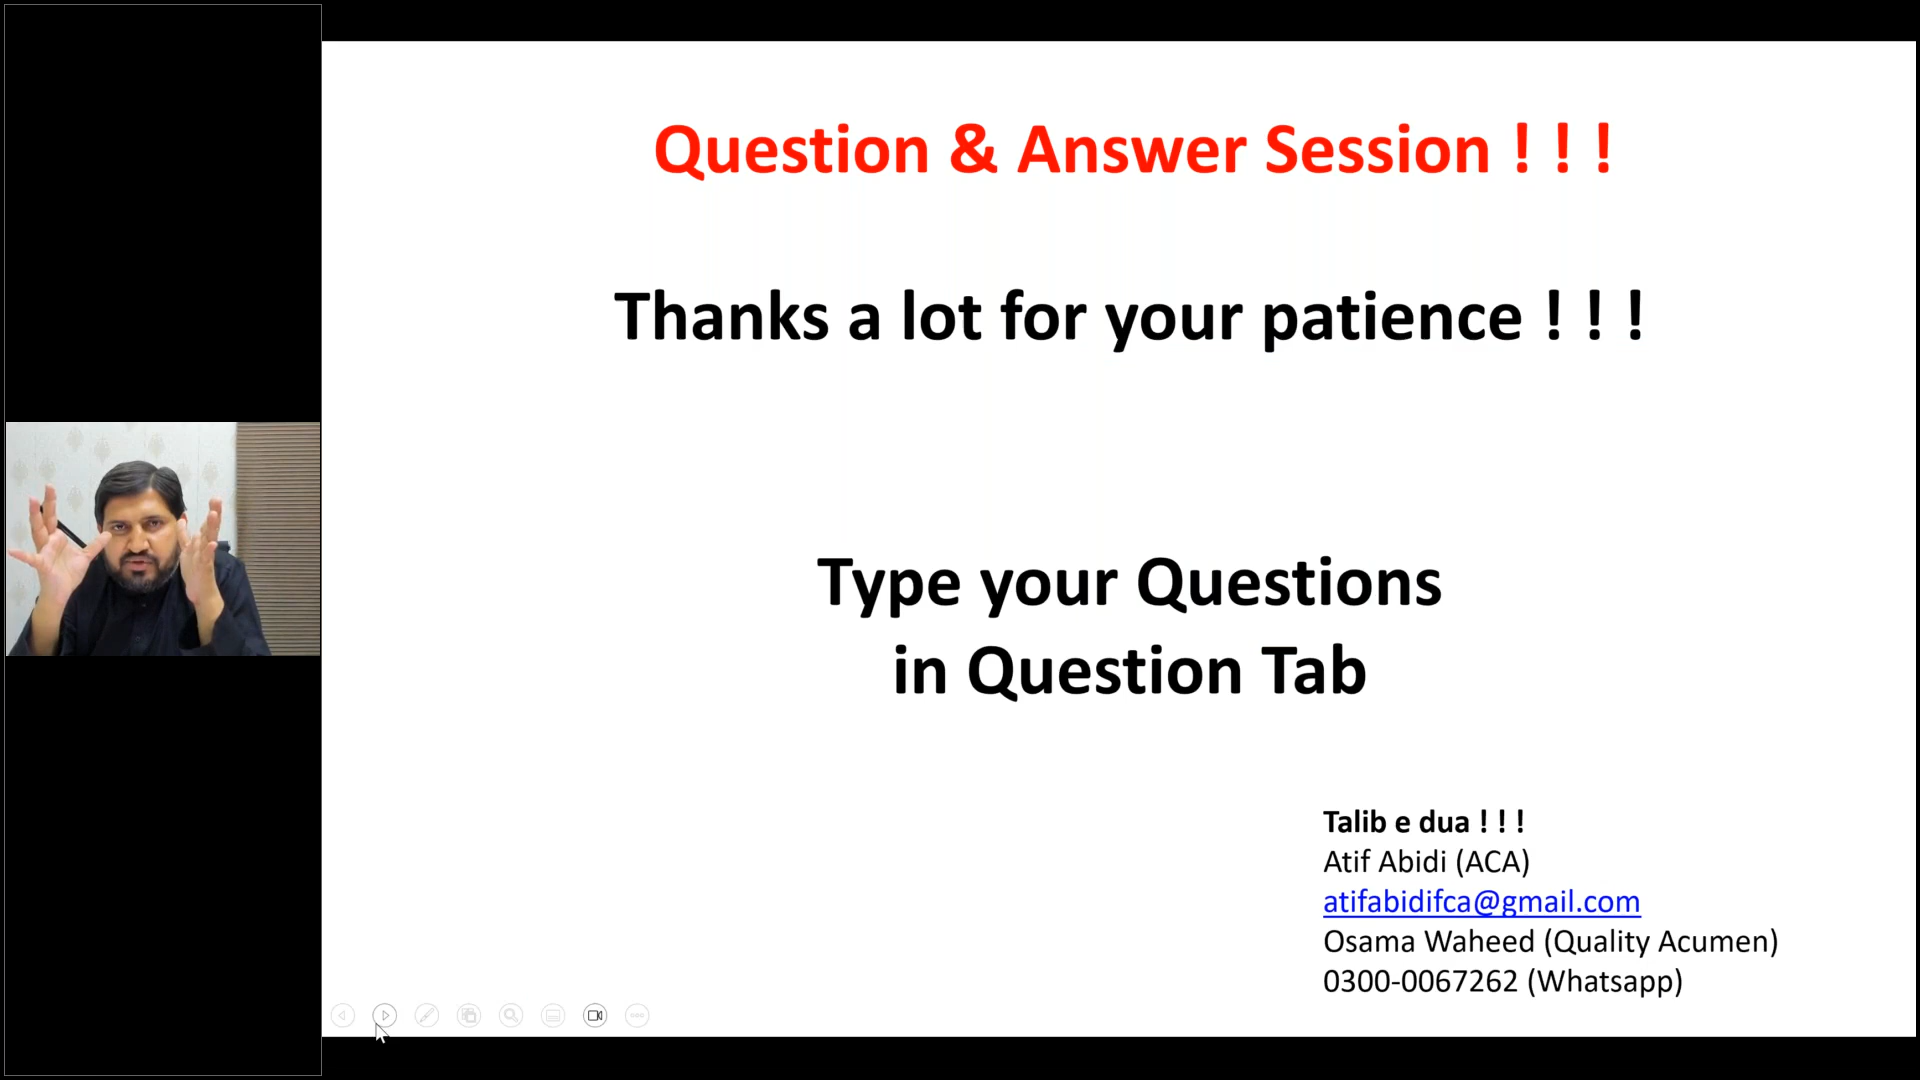 Question & Answer Session ! ! !
Thanks a lot for your patience ! ! !
Type your Questions
in Question Tab
Talib e dua ! ! !
Atif Abidi (ACA)
atifabidifca@gmail.com
Osama Waheed (Quality Acumen)
0300-0067262 (Whatsapp)